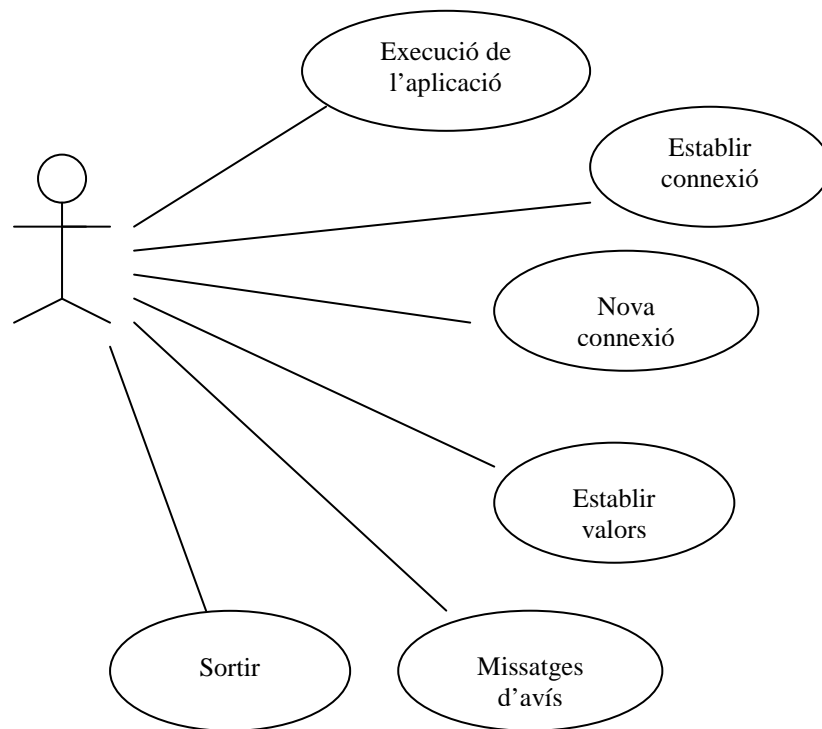 Execució de
l’aplicació
Establir
connexió
Nova
connexió
Establir
valors
Sortir
Missatges
d’avís